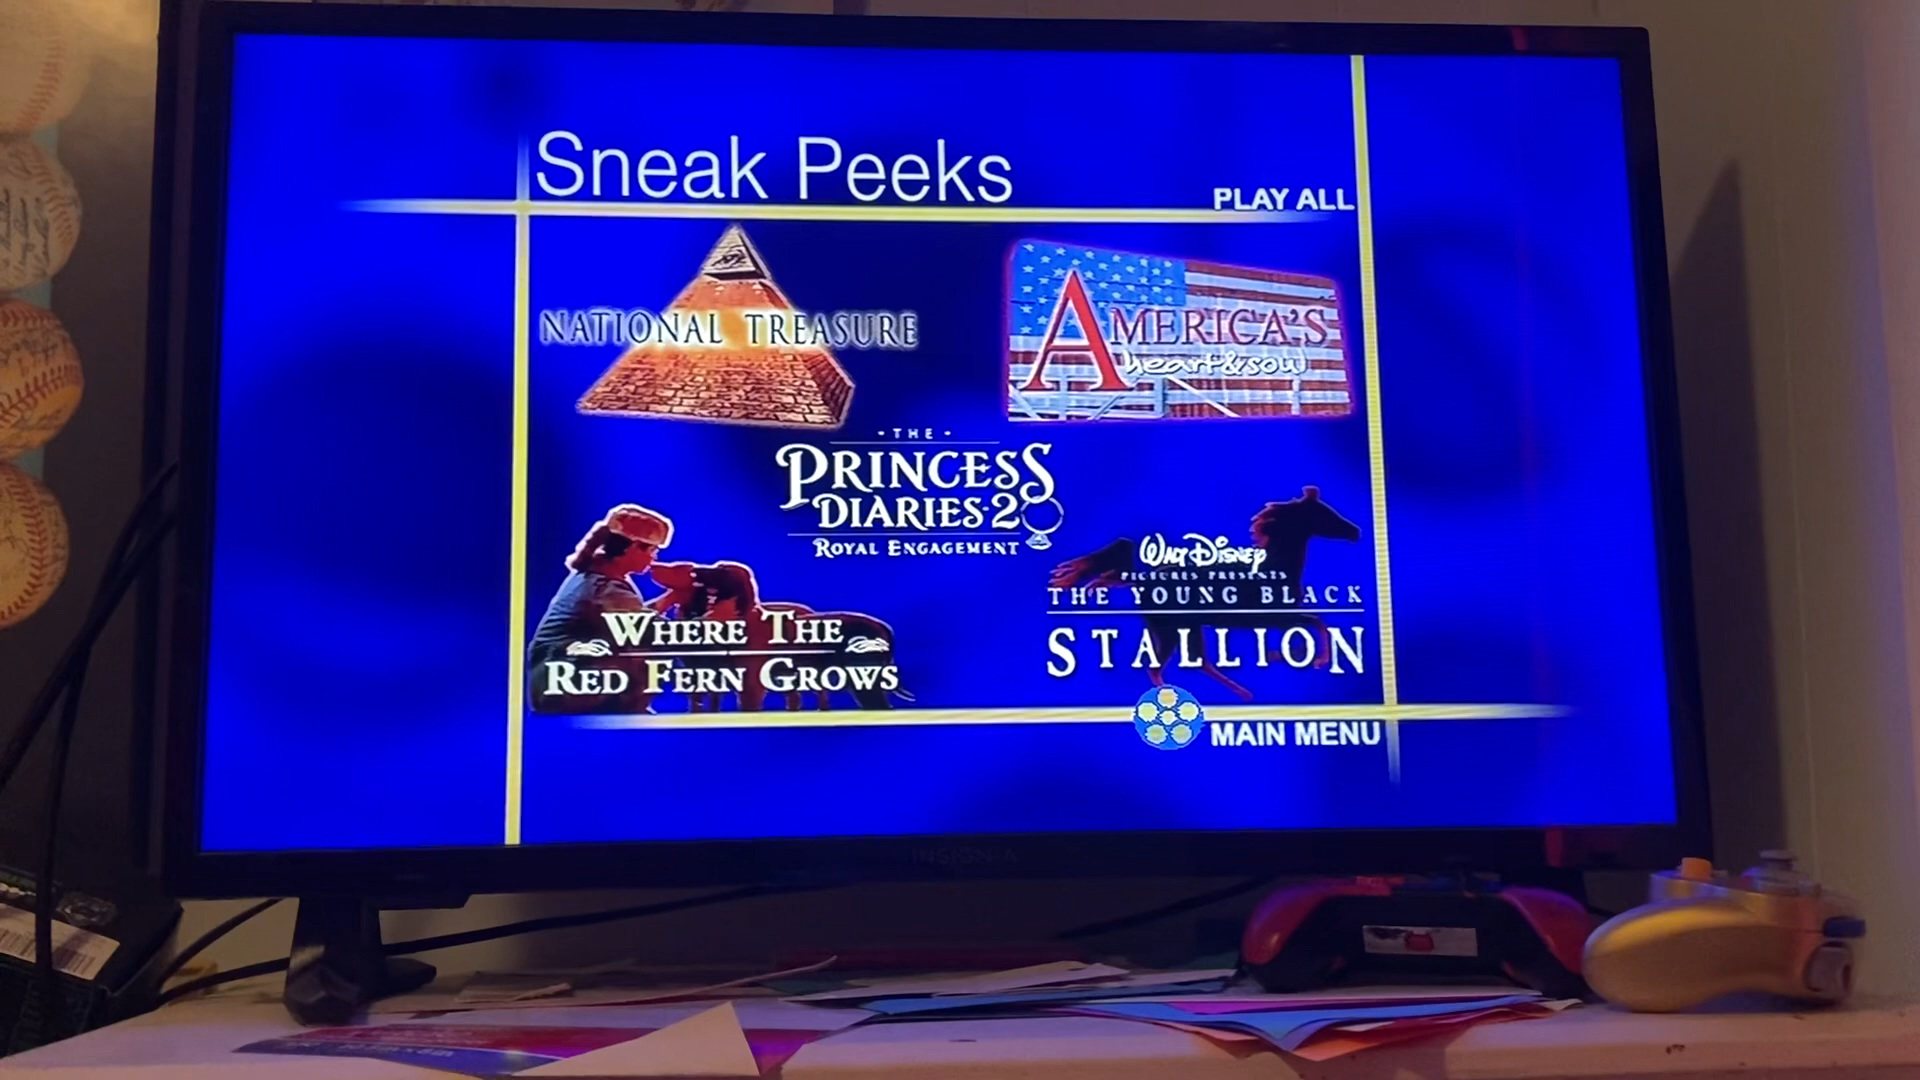 Sneak Peeks
PLAY ALL
NATIONAL TREASURE
AMERICA'S
heart & soul
• THE •
PRINCESS
DIARIES·2
ROYAL ENGAGEMENT
WHERE THE
RED FERN GROWS
WALT DISNEY
PICTURES PRESENTS
THE YOUNG BLACK
STALLION
MAIN MENU
INSIGNIA